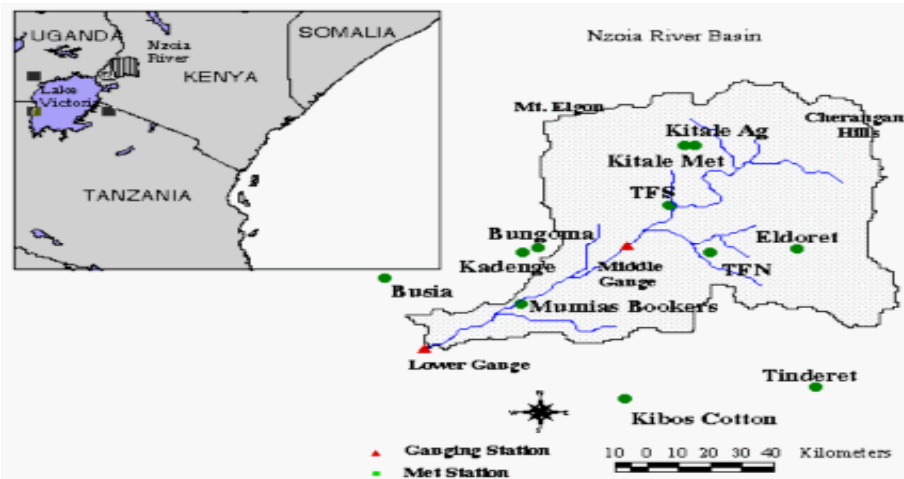 UGANDA
Nzoia
River
SOMALIA
KENYA
Lake
Victoria
TANZANIA
Nzoia River Basin
Mt. Elgon
Cherangan
Hills
Kitale Ag
Kitale Met
TFS
Bungoma
Kadenge
Middle
Gange
TFN
Eldoret
Busia
Mumias Bookers
Lower Gange
Tinderet
Kibos Cotton
Ganging Station
Met Station
10 0 10 20 30 40 Kilometers